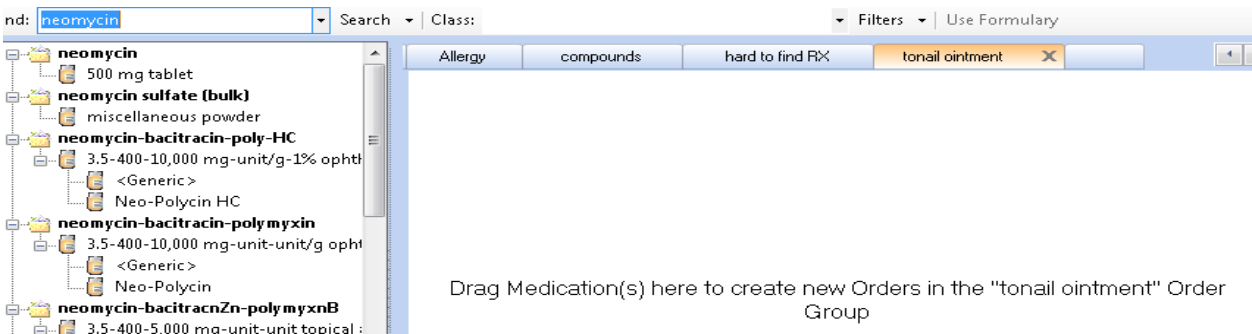 nd: neomycin Search Class: Filters Use Formulary
neomycin
500 mg tablet
neomycin sulfate (bulk)
miscellaneous powder
neomycin-bacitracin-poly-HC
3.5-400-10,000 mg-unit/g-1% ophth
<Generic>
Neo-Polycin HC
neomycin-bacitracin-polymyxin
3.5-400-10,000 mg-unit-unit/g opht
<Generic>
Neo-Polycin
neomycin-bacitracnZn-polymyxnB
3.5-400-5,000 mg-unit-unit topical
Allergy compounds hard to find RX tonail ointment
Drag Medication(s) here to create new Orders in the "tonail ointment" Order
Group